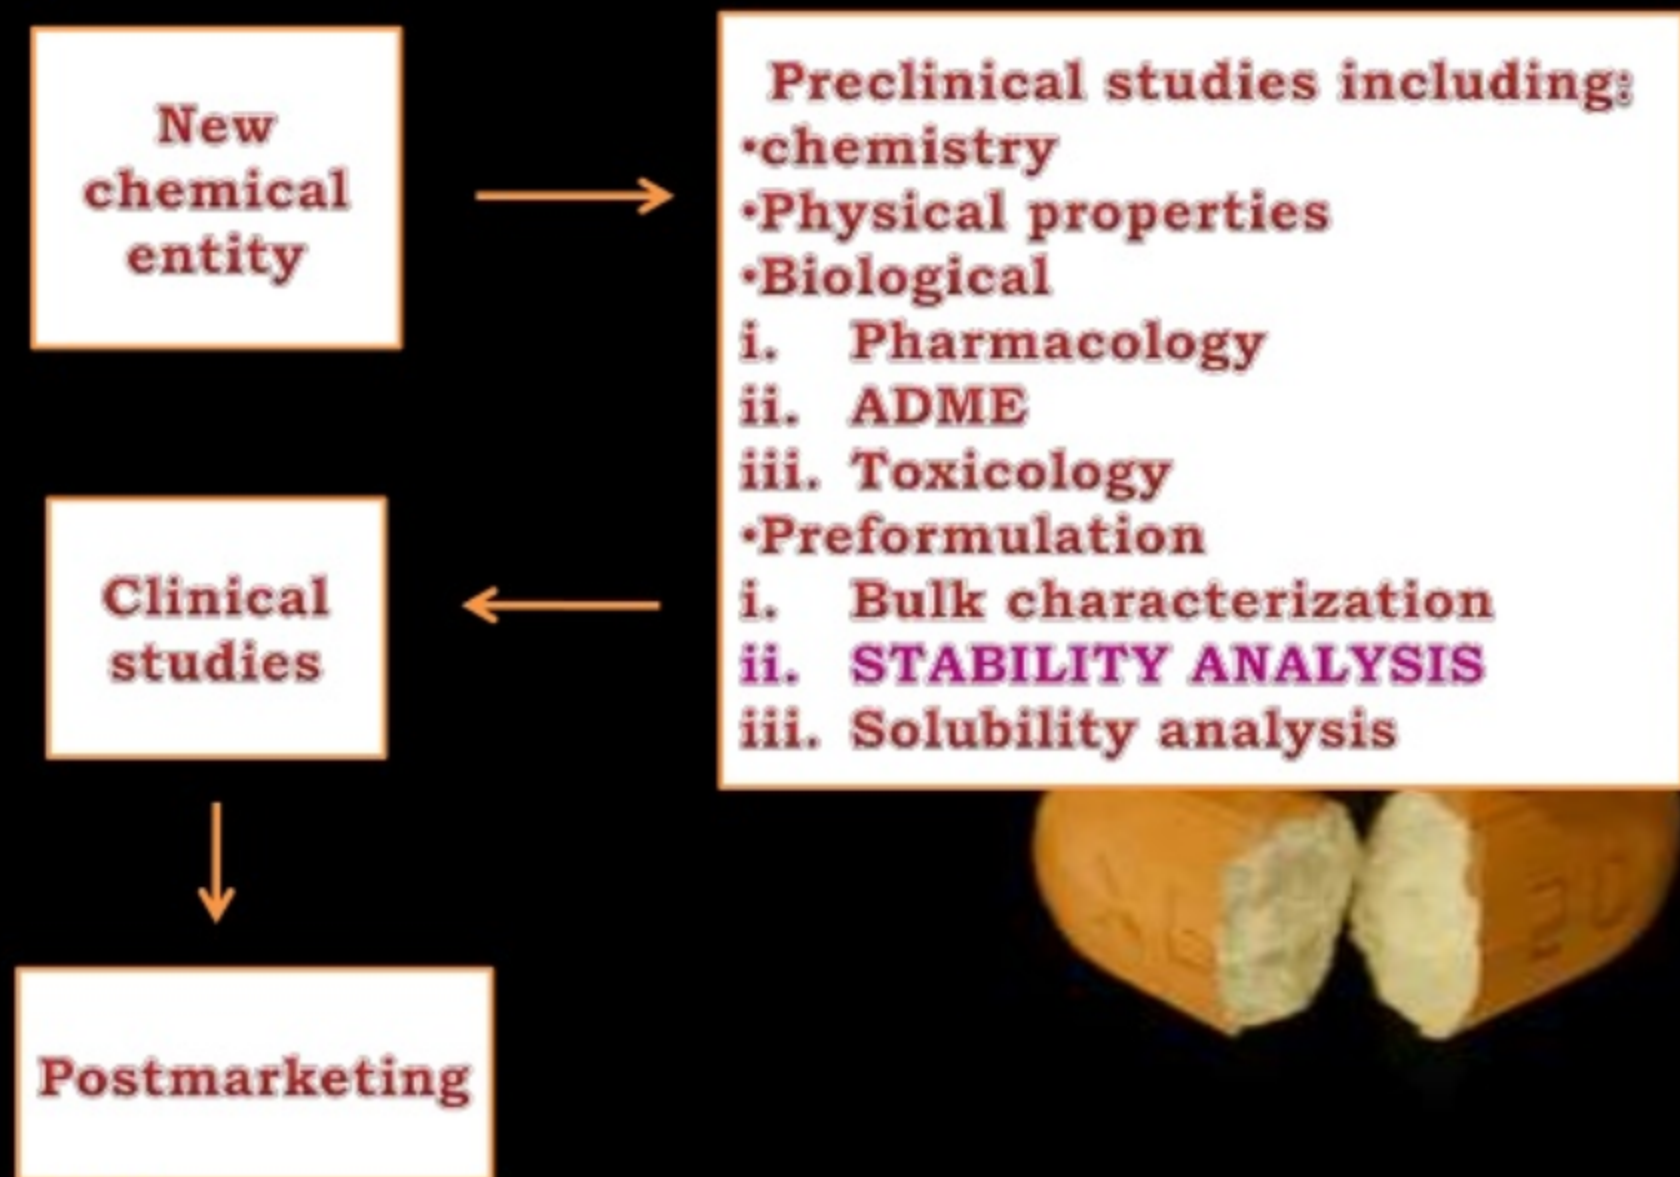 New
chemical
entity
Preclinical studies including:
•chemistry
•Physical properties
•Biological
i. Pharmacology
ii. ADME
iii. Toxicology
•Preformulation
i. Bulk characterization
ii. STABILITY ANALYSIS
iii. Solubility analysis
Clinical
studies
Postmarketing